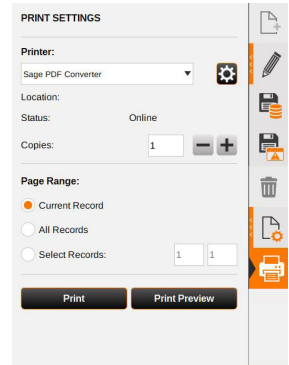 PRINT SETTINGS
Printer:
Sage PDF Converter
Location:
Status: Online
Copies: 1
Page Range:
Current Record
All Records
Select Records: 1 1
Print Print Preview